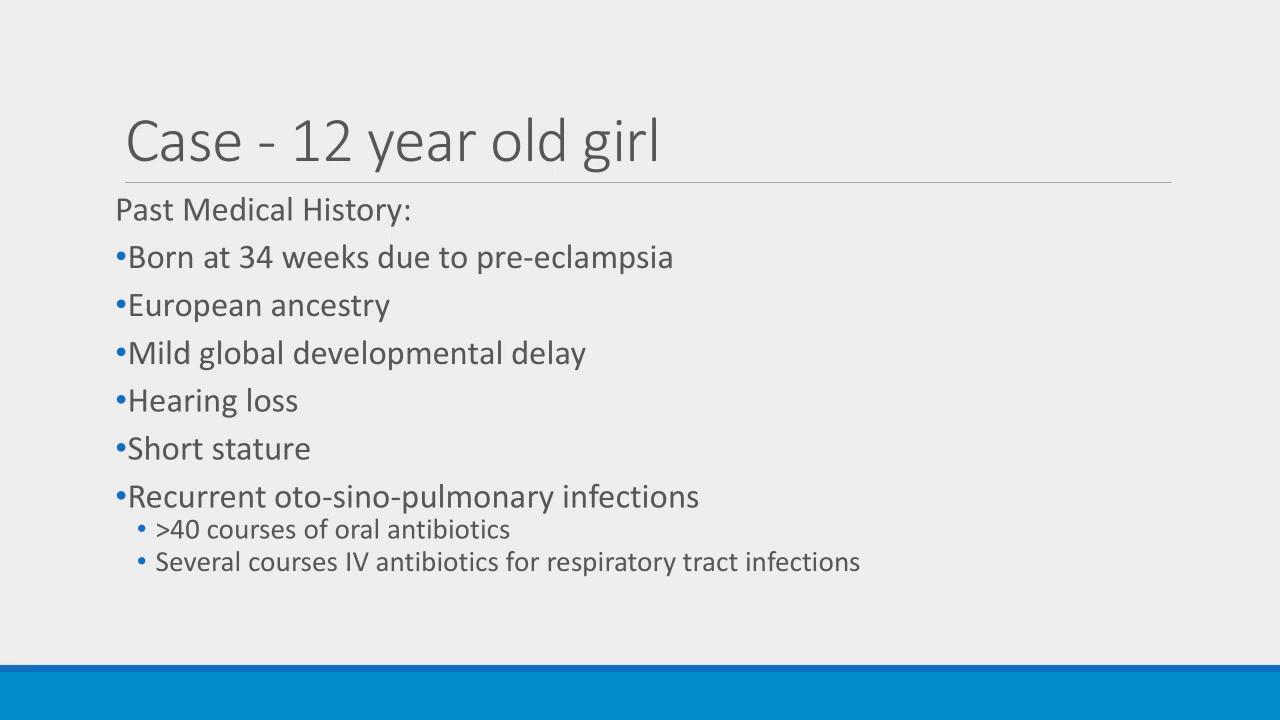 Case - 12 year old girl
Past Medical History:
•Born at 34 weeks due to pre-eclampsia
•European ancestry
•Mild global developmental delay
•Hearing loss
•Short stature
•Recurrent oto-sino-pulmonary infections
• >40 courses of oral antibiotics
• Several courses IV antibiotics for respiratory tract infections